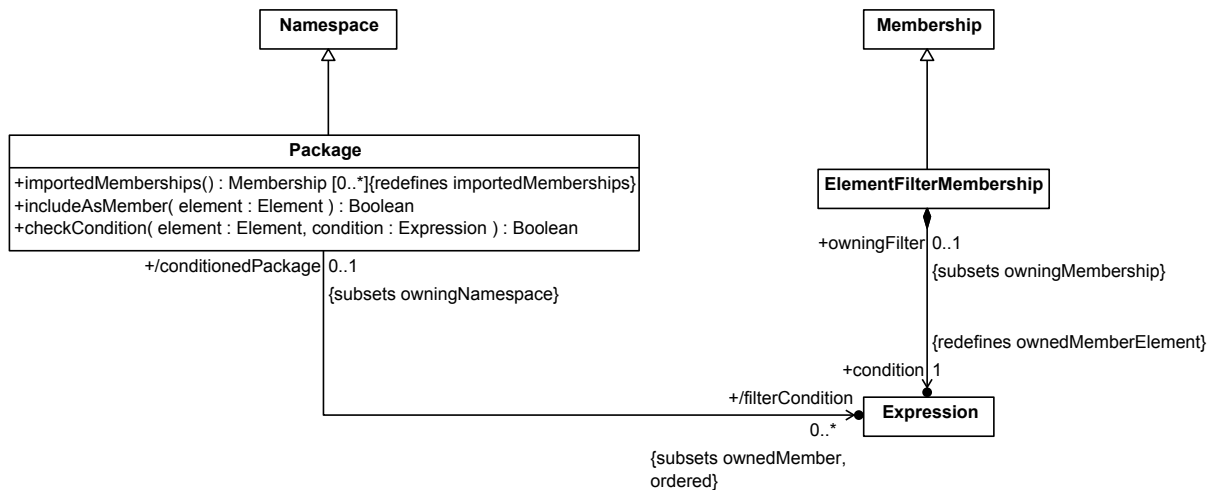 Namespace
Membership
Package
+importedMemberships() : Membership [0..*]{redefines importedMemberships}
+includeAsMember( element : Element ) : Boolean
+checkCondition( element : Element, condition : Expression ) : Boolean
ElementFilterMembership
+owningFilter 0..1
{subsets owningMembership}
+/conditionedPackage 0..1
{subsets owningNamespace}
{redefines ownedMemberElement}
+condition 1
+/filterCondition
Expression
0..*
{subsets ownedMember,
ordered}